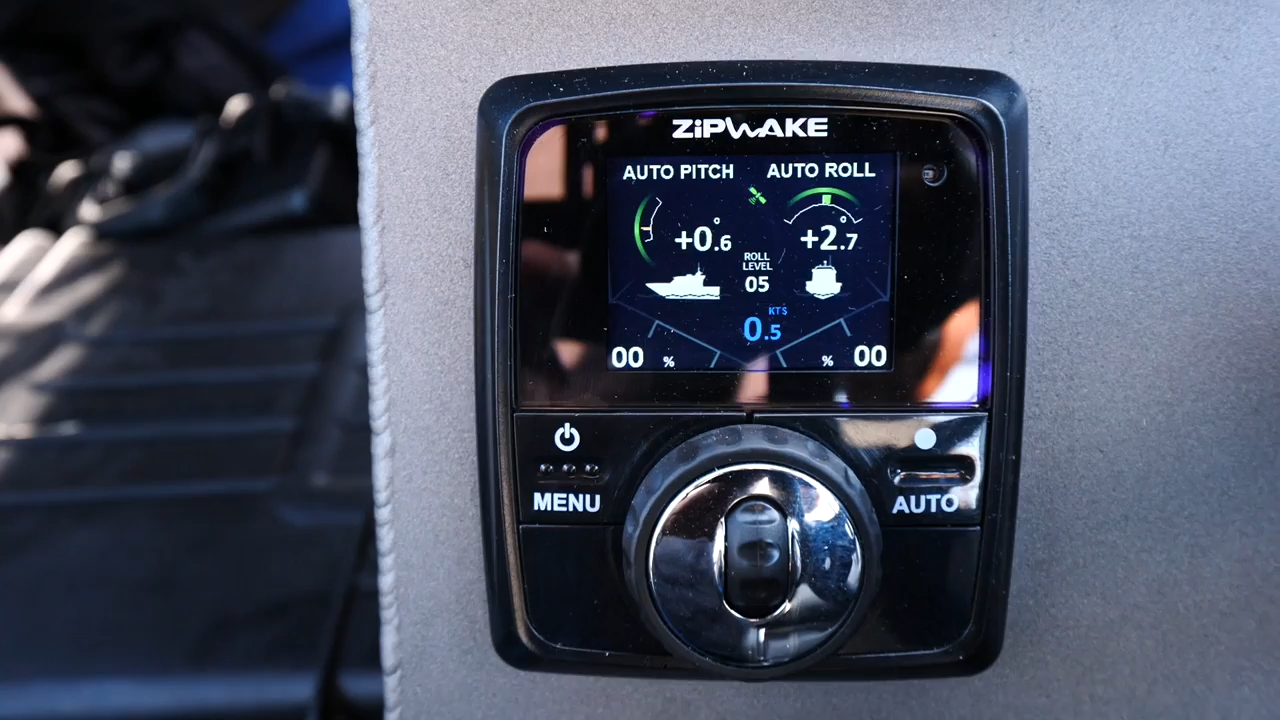 ZIPWAKE
AUTO PITCH
AUTO ROLL
+0.6°
+2.7°
ROLL
LEVEL
05
KTS
0.5
00 %
% 00
MENU
AUTO